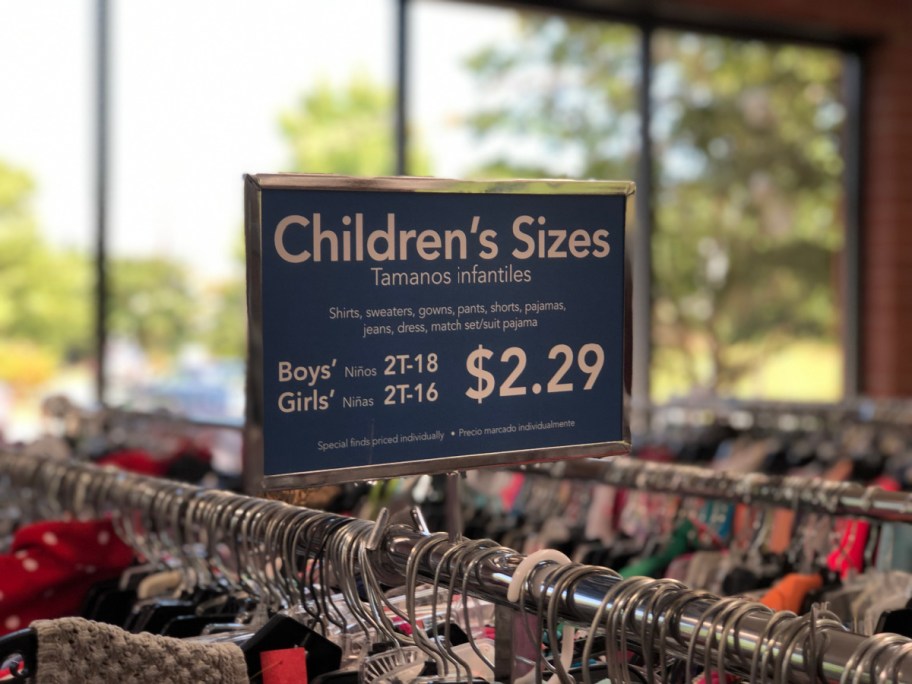 Children's Sizes
Tamanos infantiles
Shirts, sweaters, gowns, pants, shorts, pajamas,
jeans, dress, match set/suit pajama
Boys' Niños 2T-18
Girls' Niñas 2T-16
$2.29
Special finds priced individually • Precio marcado individualmente